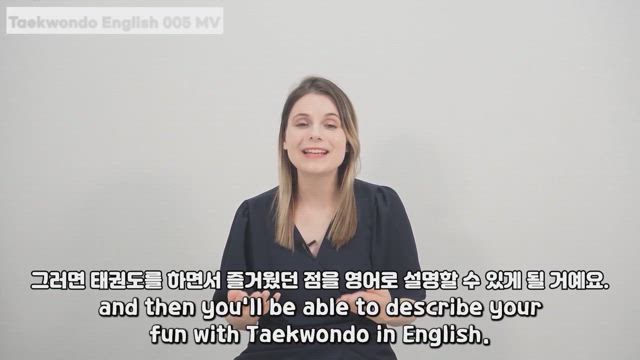 Taekwondo English 005 MV
그러면 태권도를 하면서 즐거웠던 점을 영어로 설명할 수 있게 될 거예요.
and then you'll be able to describe your
fun with Taekwondo in English.